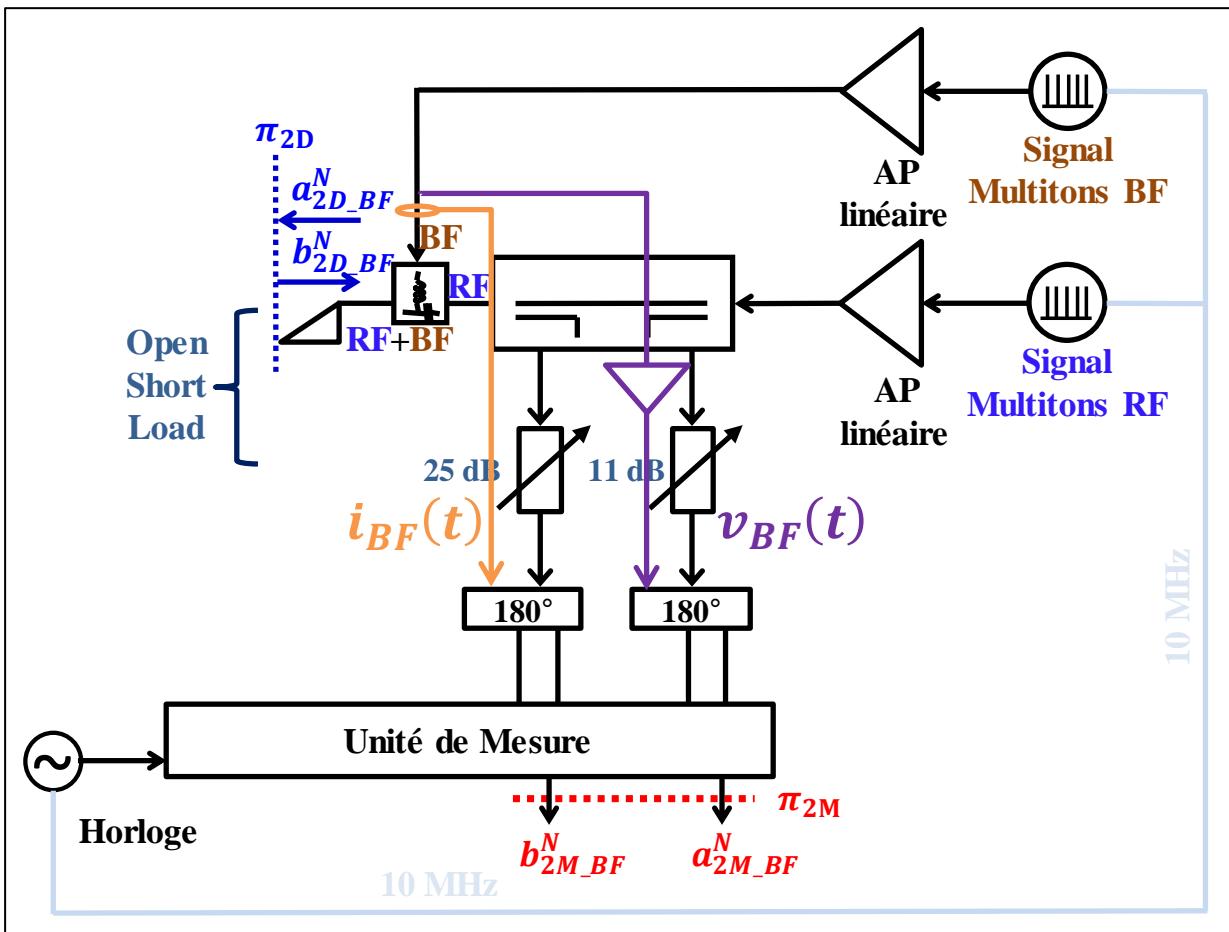 π2D
a^N_2D_BF
b^N_2D_BF
BF
RF
RF+BF
Open
Short
Load
AP
linéaire
Signal
Multitons BF
AP
linéaire
Signal
Multitons RF
25 dB
11 dB
i_BF(t)
v_BF(t)
180°
180°
10 MHz
Unité de Mesure
π2M
Horloge
b^N_2M_BF
a^N_2M_BF
10 MHz